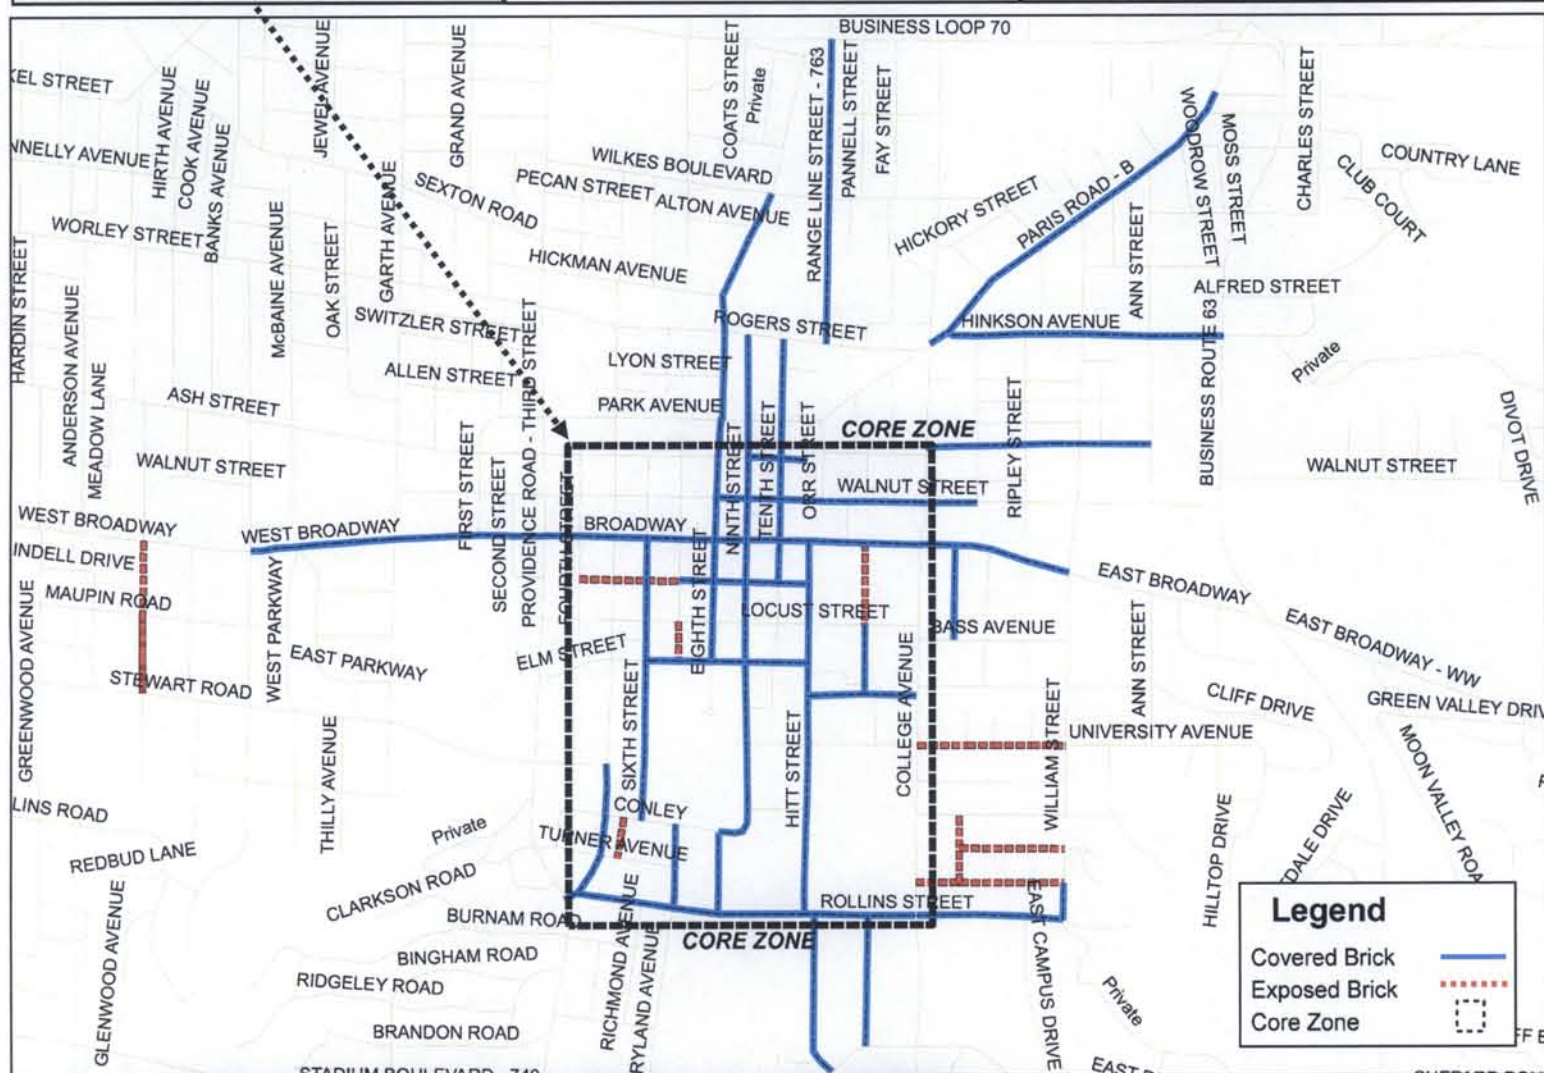 BUSINESS LOOP 70
KEL STREET
HIRTH AVENUE
COOK AVENUE
BANKS AVENUE
JEWEL AVENUE
GRAND AVENUE
COATS STREET
Private
RANGE LINE STREET - 763
PANNELL STREET
FAY STREET
WOODROW STREET
MOSS STREET
CHARLES STREET
COUNTRY LANE
CLUB COURT
NNELLY AVENUE
WILKES BOULEVARD
PECAN STREET
ALTON AVENUE
SEXTON ROAD
HICKORY STREET
PARIS ROAD - B
ANN STREET
WORLEY STREET
McBAINE AVENUE
OAK STREET
GARTH AVENUE
HICKMAN AVENUE
ALFRED STREET
HARDIN STREET
ANDERSON AVENUE
MEADOW LANE
SWITZLER STREET
ROGERS STREET
HINKSON AVENUE
BUSINESS ROUTE 63
Private
LYON STREET
ALLEN STREET
PARK AVENUE
ASH STREET
PROVIDENCE ROAD - THIRD STREET
CORE ZONE
RIPLEY STREET
DIVOT DRIVE
WALNUT STREET
FIRST STREET
SECOND STREET
FOURTH STREET
NINTH STREET
TENTH STREET
ORR STREET
WALNUT STREET
WALNUT STREET
WEST BROADWAY
WEST BROADWAY
BROADWAY
INDELL DRIVE
MAUPIN ROAD
GREENWOOD AVENUE
WEST PARKWAY
EAST PARKWAY
STEWART ROAD
EIGHTH STREET
LOCUST STREET
ELM STREET
BASS AVENUE
EAST BROADWAY
EAST BROADWAY - WW
ANN STREET
CLIFF DRIVE
GREEN VALLEY DRIV
SIXTH STREET
HITT STREET
COLLEGE AVENUE
WILLIAM STREET
UNIVERSITY AVENUE
MOON VALLEY ROA
THILLY AVENUE
LINS ROAD
REDBUD LANE
Private
CONLEY
TURNER AVENUE
HILLTOP DRIVE
DALE DRIVE
CLARKSON ROAD
BURNAM ROAD
ROLLINS STREET
CORE ZONE
GLENWOOD AVENUE
BINGHAM ROAD
RIDGELEY ROAD
BRANDON ROAD
RICHMOND AVENUE
RYLAND AVENUE
EAST CAMPUS DRIVE
Private
STADIUM BOULEVARD - 740
EAST
Legend
Covered Brick
Exposed Brick
Core Zone